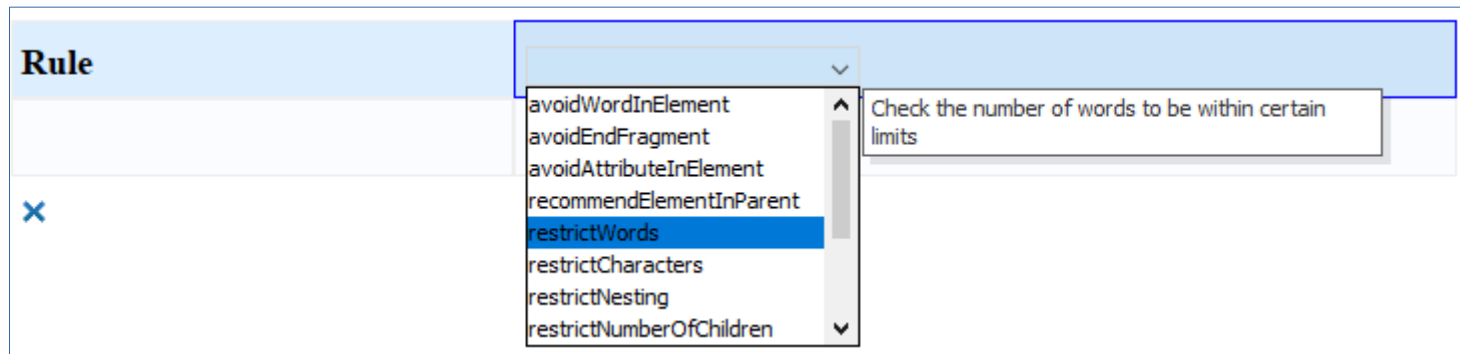 Rule
avoidWordInElement
avoidEndFragment
avoidAttributeInElement
recommendElementInParent
restrictWords
restrictCharacters
restrictNesting
restrictNumberOfChildren
Check the number of words to be within certain
limits